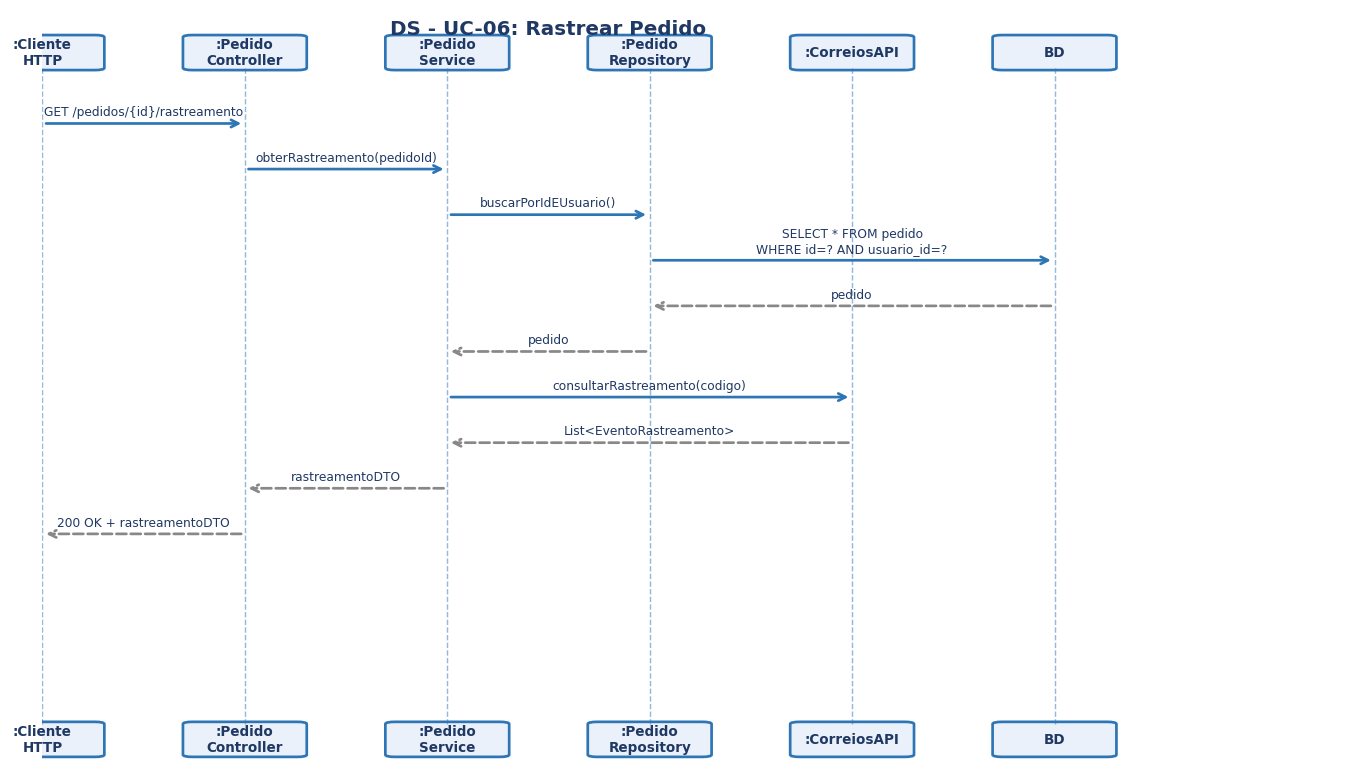 DS - UC-06: Rastrear Pedido
:Cliente
HTTP
:Pedido
Controller
:Pedido
Service
:Pedido
Repository
:CorreiosAPI
BD
GET /pedidos/{id}/rastreamento
obterRastreamento(pedidoId)
buscarPorIdEUsuario()
SELECT * FROM pedido
WHERE id=? AND usuario_id=?
pedido
pedido
consultarRastreamento(codigo)
List<EventoRastreamento>
rastreamentoDTO
200 OK + rastreamentoDTO
:Cliente
HTTP
:Pedido
Controller
:Pedido
Service
:Pedido
Repository
:CorreiosAPI
BD